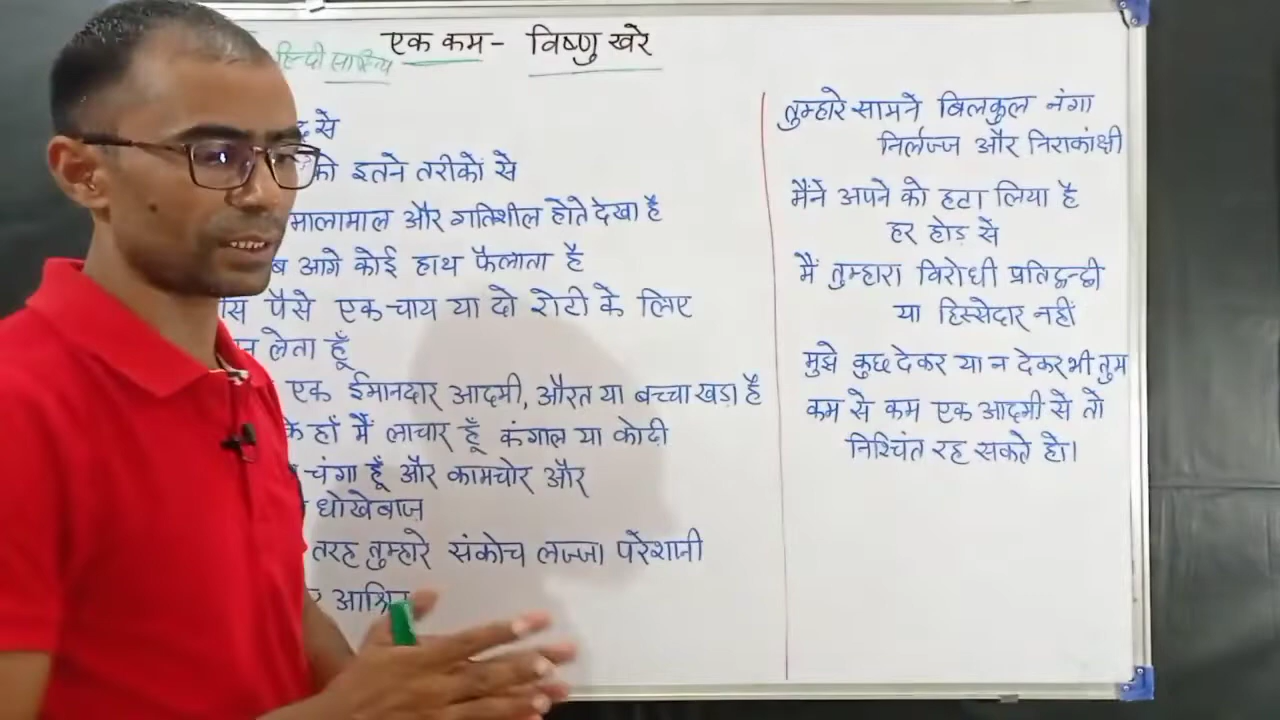 एक कम - विष्णु खरे
हिन्दी साहित्य
से
को इतने तरीकों से
मालामाल और गतिशील होते देखा है
आगे कोई हाथ फैलाता है
पैसे एक चाय या दो रोटी के लिए
लेता हूँ
एक ईमानदार आदमी, औरत या बच्चा खड़ा है
हाँ मैं लाचार हूँ कंगाल या कोढ़ी
चंगा हूँ और कामचोर और
धोखेबाज़
तरह तुम्हारे संकोच लज्जा परेशानी
तुम्हारे सामने बिलकुल नंगा
निर्लज्ज और निराकांक्षी
मैंने अपने को हटा लिया है
हर होड़ से
मैं तुम्हारा विरोधी प्रतिद्वन्द्वी
या हिस्सेदार नहीं
मुझे कुछ देकर या न देकर भी तुम
कम से कम एक आदमी से तो
निश्चिंत रह सकते हो।